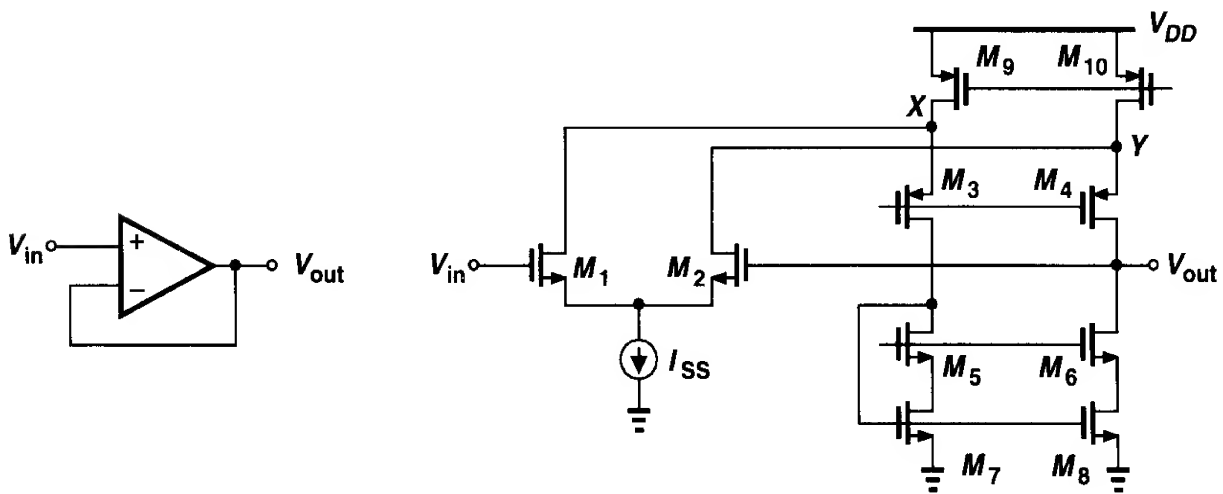 V_DD
M_9
M_10
X
Y
M_3
M_4
V_in
+
−
V_out
V_in
M_1
M_2
V_out
I_SS
M_5
M_6
M_7
M_8